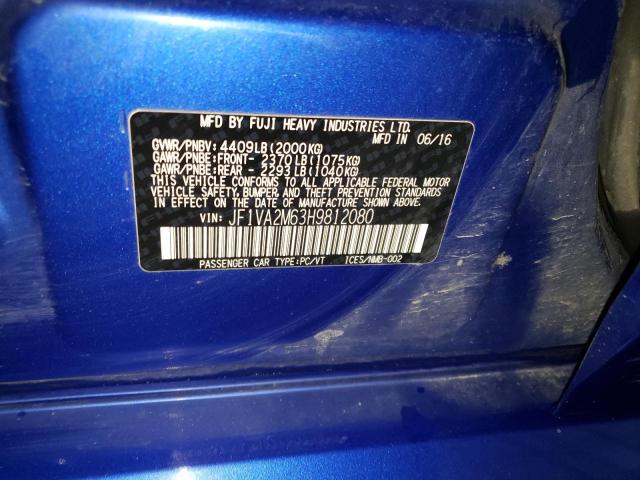 MFD BY FUJI HEAVY INDUSTRIES LTD.
MFD IN 06/16
GVWR/PNBV: 4409LB(2000KG)
GAWR/PNBE:FRONT- 2370LB(1075KG)
GAWR/PNBE:REAR - 2293LB(1040KG)
THIS VEHICLE CONFORMS TO ALL APPLICABLE FEDERAL MOTOR
VEHICLE SAFETY, BUMPER, AND THEFT PREVENTION STANDARDS
IN EFFECT ON THE DATE OF MANUFACTURE SHOWN ABOVE.
VIN: JF1VA2M63H9812080
PASSENGER CAR TYPE:PC/VT ICES/NMB-002